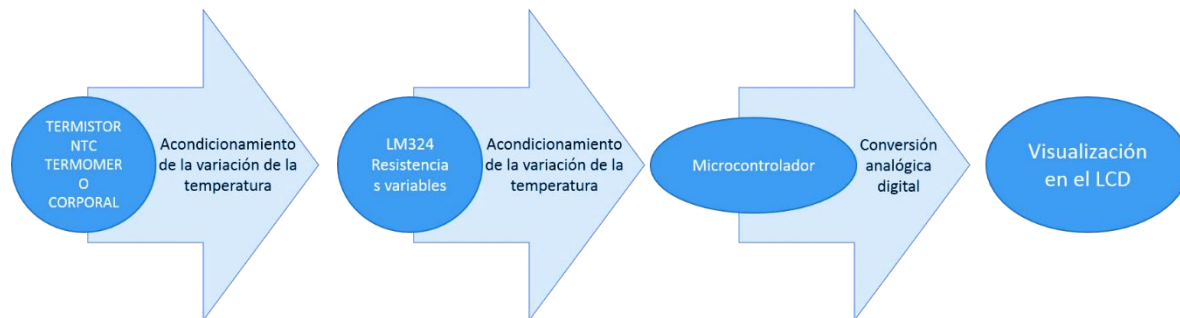 TERMISTOR
NTC
TERMOMER
O
CORPORAL
Acondicionamiento
de la variación de la
temperatura
LM324
Resistencia
s variables
Acondicionamiento
de la variación de la
temperatura
Microcontrolador
Conversión
analógica
digital
Visualización
en el LCD